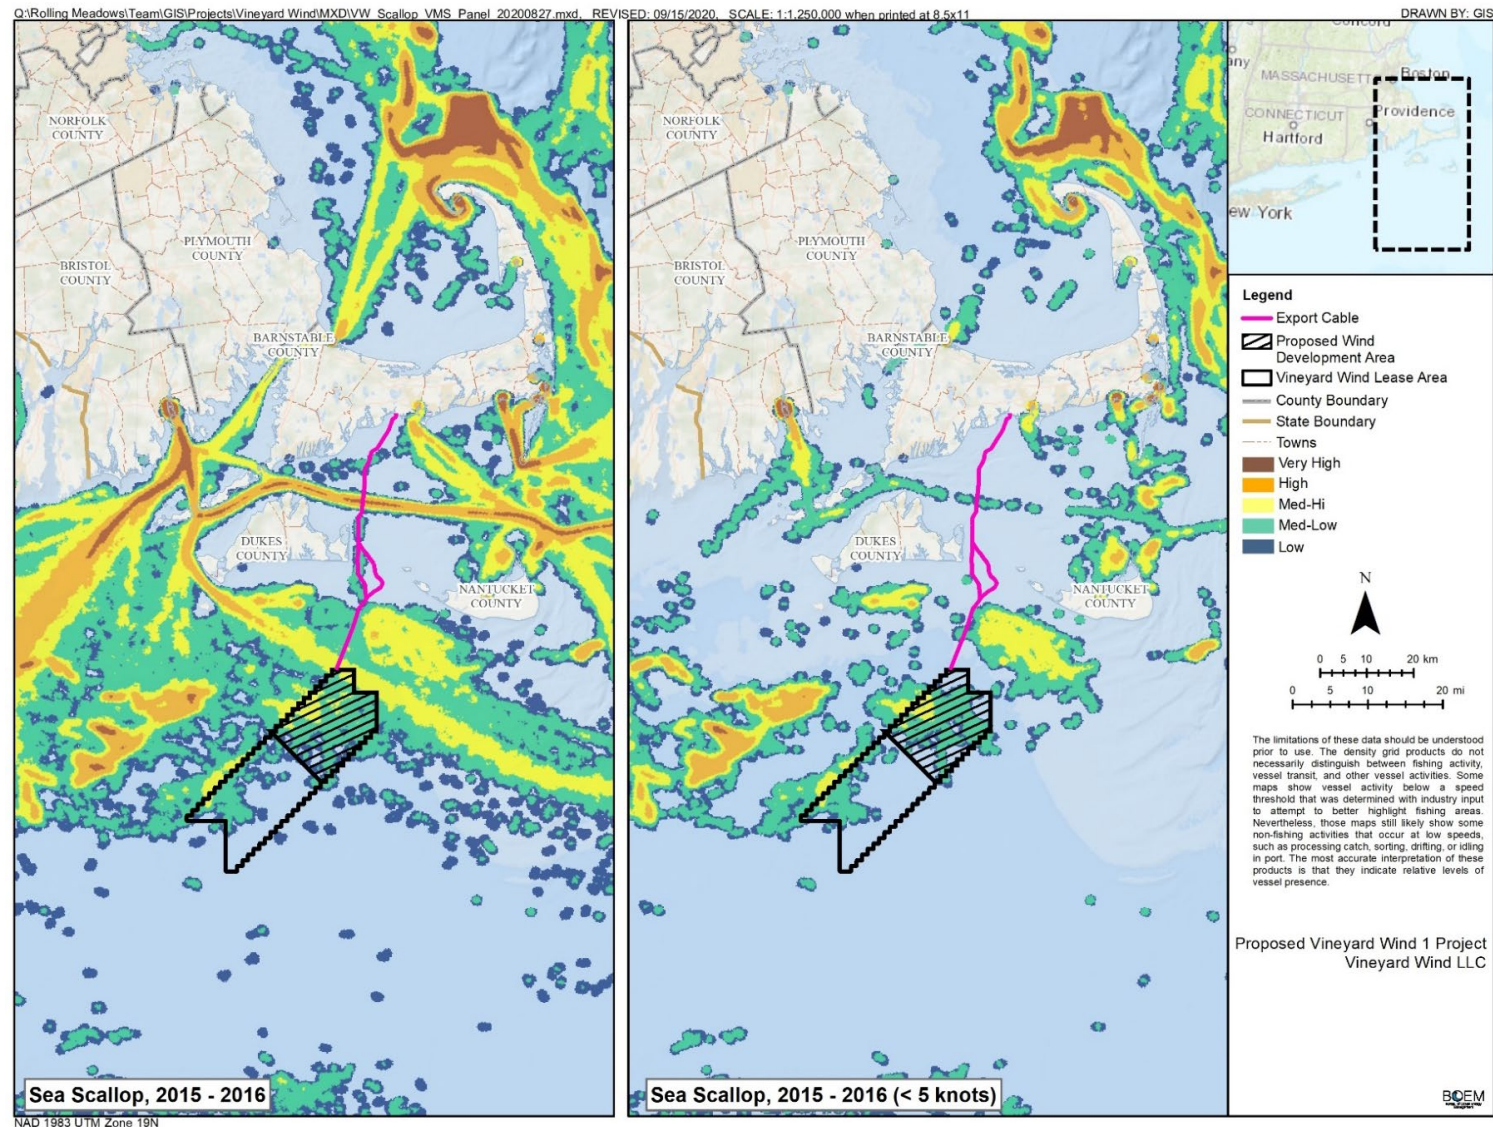 Q:\Rolling Meadows\Team\GIS\Projects\Vineyard Wind\MXD\VW_Scallop_VMS_Panel_20200827.mxd, REVISED: 09/15/2020, SCALE: 1:1,250,000 when printed at 8.5x11
DRAWN BY: GIS
NORFOLK
COUNTY
PLYMOUTH
COUNTY
BRISTOL
COUNTY
BARNSTABLE
COUNTY
DUKES
COUNTY
NANTUCKET
COUNTY
Sea Scallop, 2015 - 2016
NORFOLK
COUNTY
PLYMOUTH
COUNTY
BRISTOL
COUNTY
BARNSTABLE
COUNTY
DUKES
COUNTY
NANTUCKET
COUNTY
Sea Scallop, 2015 - 2016 (< 5 knots)
Concord
any
MASSACHUSETT
Boston
CONNECTICUT
Providence
Hartford
ew York
Legend
Export Cable
Proposed Wind
Development Area
Vineyard Wind Lease Area
County Boundary
State Boundary
Towns
Very High
High
Med-Hi
Med-Low
Low
N
0 5 10 20 km
0 5 10 20 mi
The limitations of these data should be understood
prior to use. The density grid products do not
necessarily distinguish between fishing activity,
vessel transit, and other vessel activities. Some
maps show vessel activity below a speed
threshold that was determined with industry input
to attempt to better highlight fishing areas.
Nevertheless, those maps still likely show some
non-fishing activities that occur at low speeds,
such as processing catch, sorting, drifting, or idling
in port. The most accurate interpretation of these
products is that they indicate relative levels of
vessel presence.
Proposed Vineyard Wind 1 Project
Vineyard Wind LLC
BOEM
NAD 1983 UTM Zone 19N